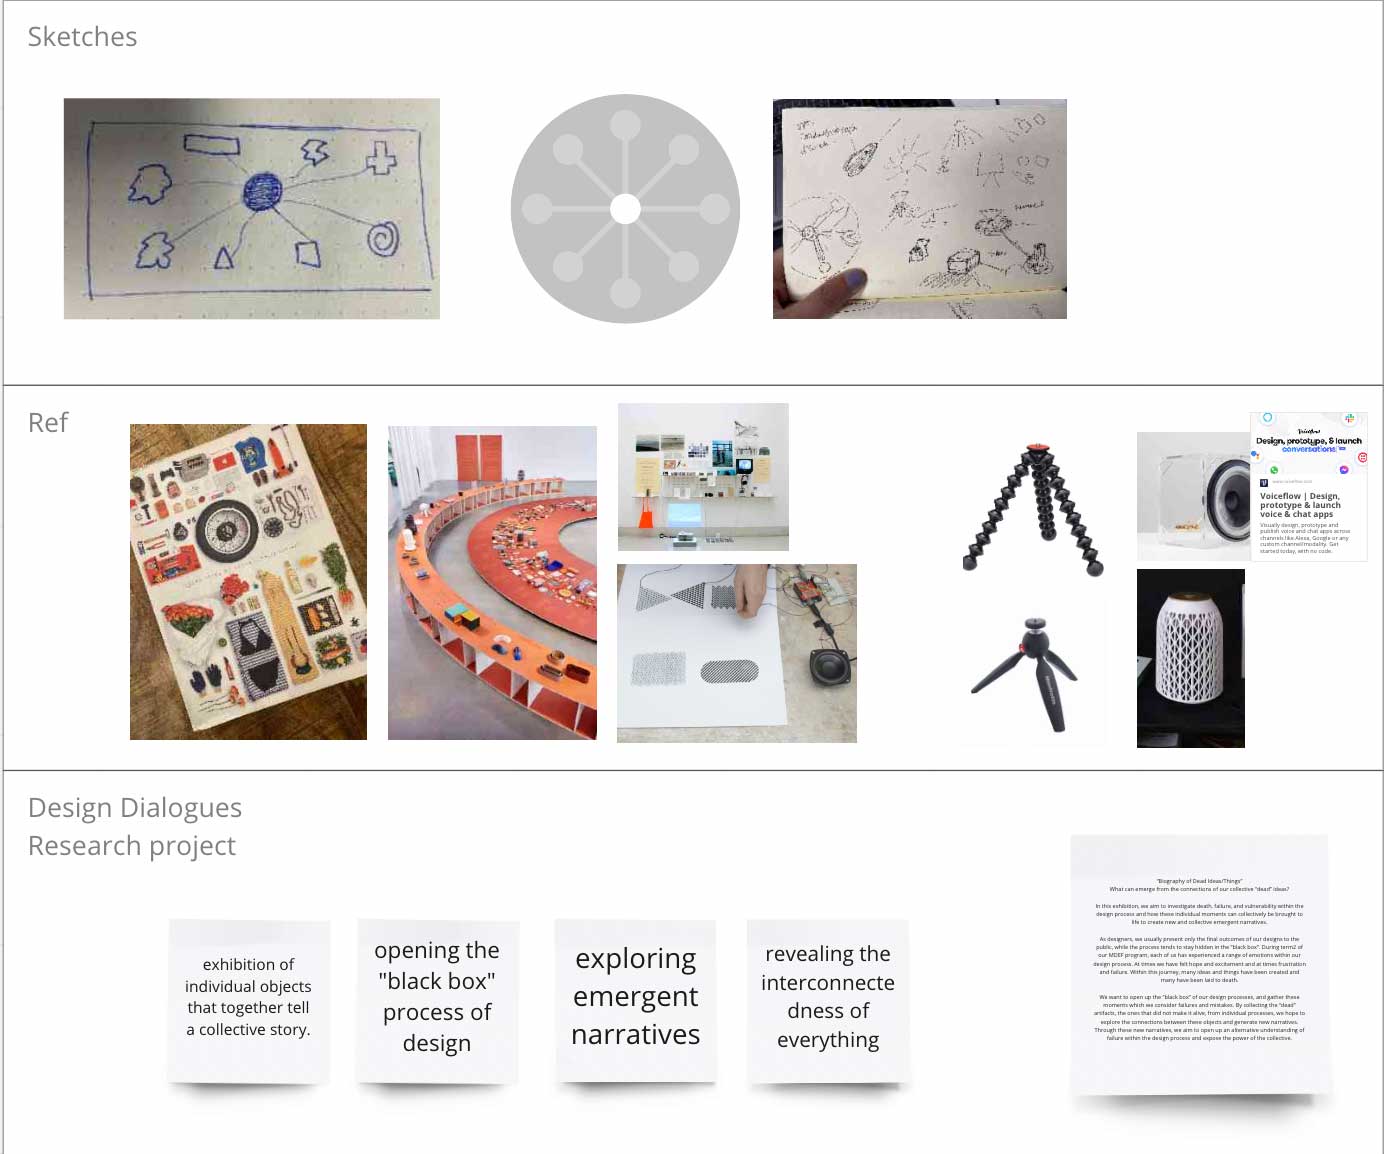 Sketches
Ref
Voiceflow
Design, prototype, & launch
conversations
www.voiceflow.com
Voiceflow | Design,
prototype & launch
voice & chat apps
Visually design, prototype and
publish voice and chat apps across
channels like Alexa, Google or any
custom channel/modality. Get
started today, with no code.
Design Dialogues
Research project
exhibition of
individual objects
that together tell
a collective story.
opening the
"black box"
process of
design
exploring
emergent
narratives
revealing the
interconnecte
dness of
everything
"Biography of Dead Ideas/Things"
What can emerge from the connections of our collective "dead" ideas?
In this exhibition, we aim to investigate death, failure, and vulnerability within the
design process and how these individual moments can collectively be brought to
life to create new and collective emergent narratives.
As designers, we usually present only the final outcomes of our designs to the
public, while the process tends to stay hidden in the "black box". During term2 of
our MDEF program, each of us has experienced a range of emotions within our
design process. At times we have felt hope and excitement and at times frustration
and failure. Within this journey, many ideas and things have been created and
many have been laid to death.
We want to open up the "black box" of our design processes, and gather these
moments which we consider failures and mistakes. By collecting the "dead"
artifacts, the ones that did not make it alive, from individual processes, we hope to
explore the connections between these objects and generate new narratives.
Through these new narratives, we aim to open up an alternative understanding of
failure within the design process and expose the power of the collective.